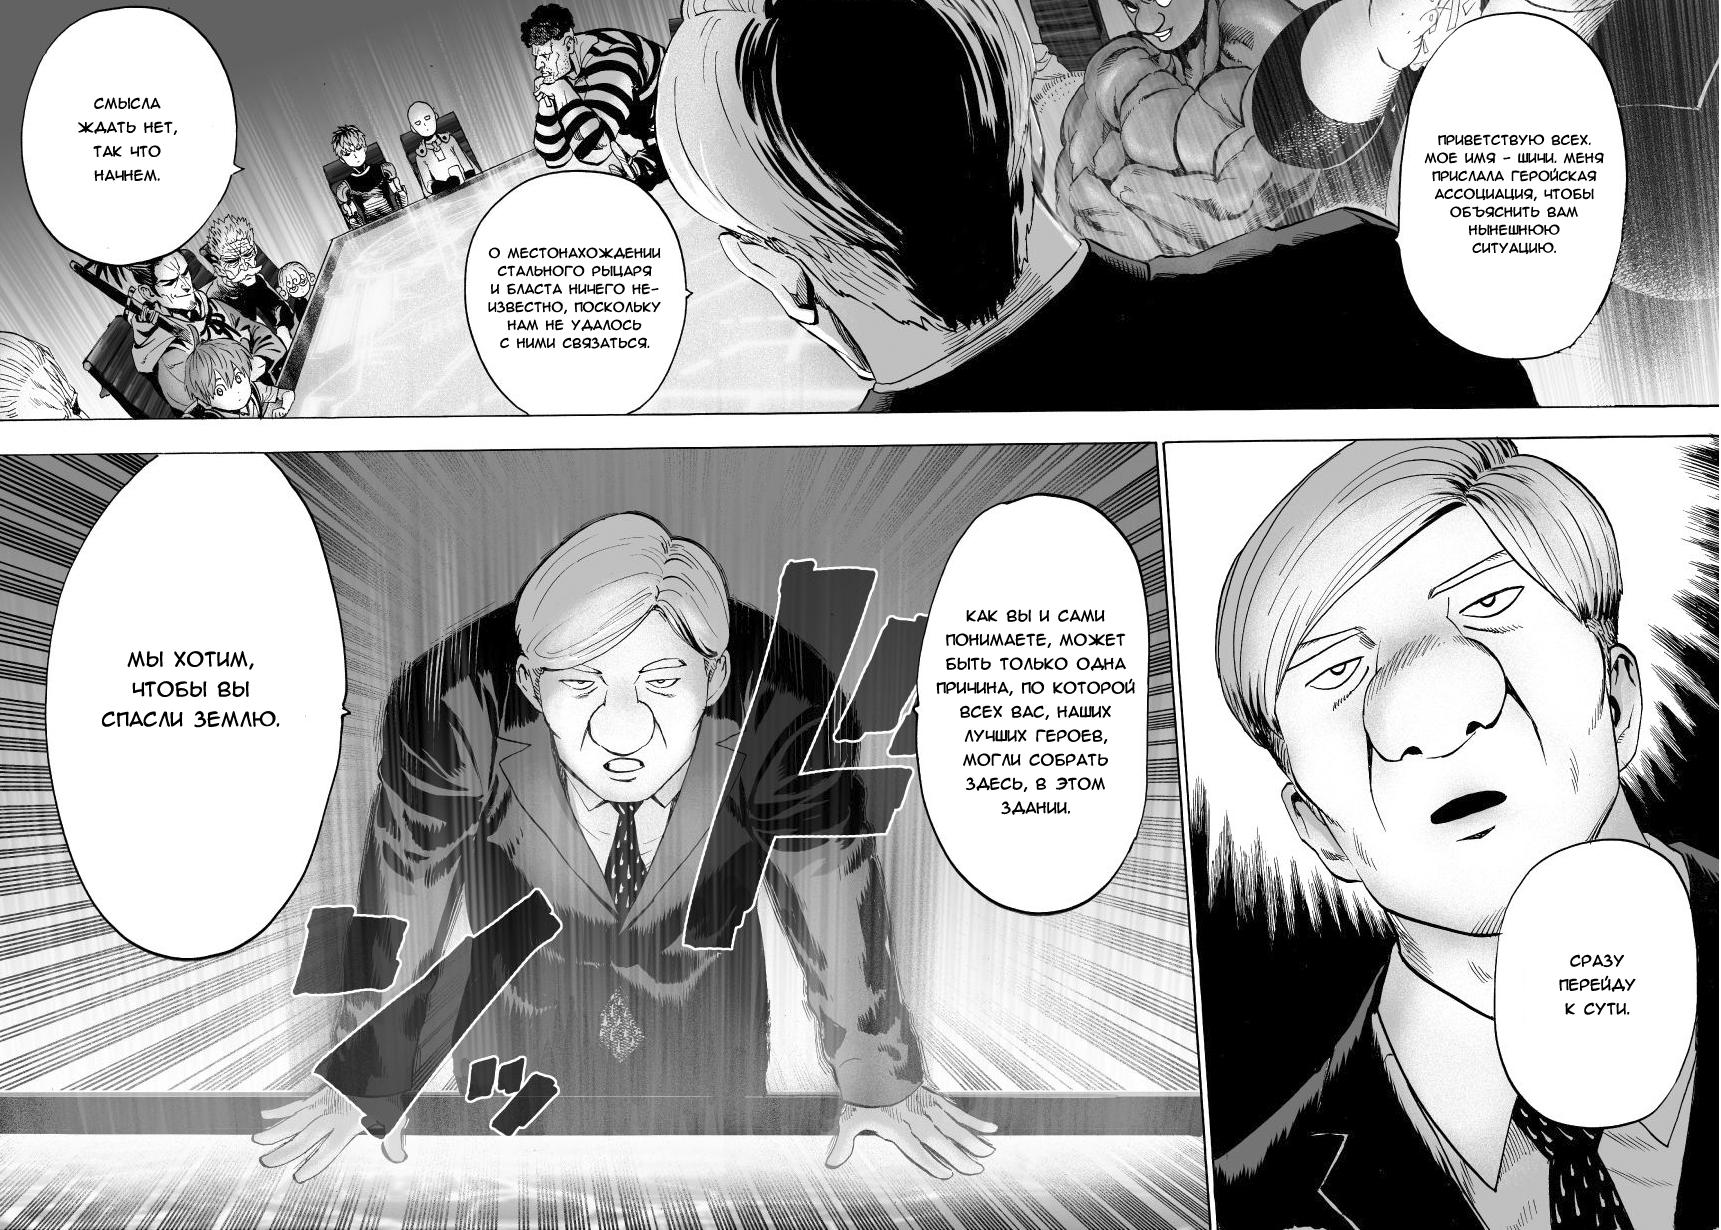 ПРИВЕТСТВУЮ ВСЕХ.
МОЕ ИМЯ - ШИЧИ. МЕНЯ
ПРИСЛАЛА ГЕРОЙСКАЯ
АССОЦИАЦИЯ, ЧТОБЫ
ОБЪЯСНИТЬ ВАМ
НЫНЕШНЮЮ
СИТУАЦИЮ.
О МЕСТОНАХОЖДЕНИИ
СТАЛЬНОГО РЫЦАРЯ
И БЛАСТА НИЧЕГО НЕ-
ИЗВЕСТНО, ПОСКОЛЬКУ
НАМ НЕ УДАЛОСЬ
С НИМИ СВЯЗАТЬСЯ.
СМЫСЛА
ЖДАТЬ НЕТ,
ТАК ЧТО
НАЧНЕМ.
СРАЗУ
ПЕРЕЙДУ
К СУТИ.
КАК ВЫ И САМИ
ПОНИМАЕТЕ, МОЖЕТ
БЫТЬ ТОЛЬКО ОДНА
ПРИЧИНА, ПО КОТОРОЙ
ВСЕХ ВАС, НАШИХ
ЛУЧШИХ ГЕРОЕВ,
МОГЛИ СОБРАТЬ
ЗДЕСЬ, В ЭТОМ
ЗДАНИИ.
МЫ ХОТИМ,
ЧТОБЫ ВЫ
СПАСЛИ ЗЕМЛЮ.